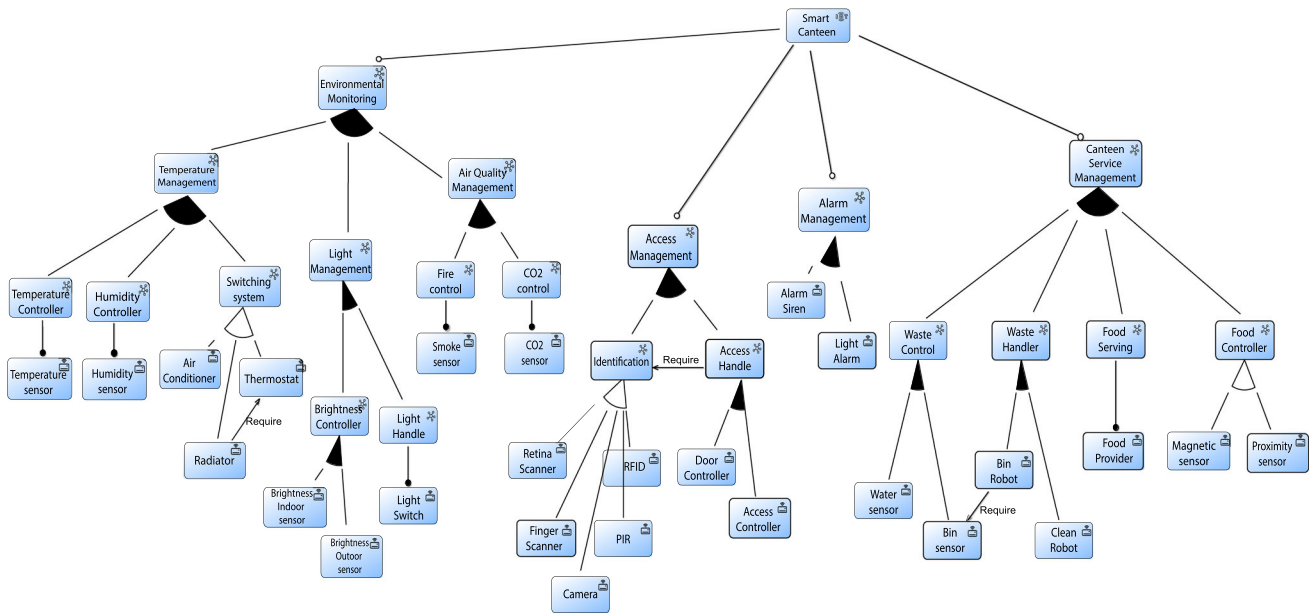 Smart
Canteen
Environmental
Monitoring
Canteen
Service
Management
Temperature
Management
Air Quality
Management
Alarm
Management
Access
Management
Light
Management
Temperature
Controller
Humidity
Controller
Switching
system
Fire
control
CO2
control
Alarm
Siren
Light
Alarm
Waste
Control
Waste
Handler
Food
Serving
Food
Controller
Temperature
sensor
Humidity
sensor
Air
Conditioner
Thermostat
Smoke
sensor
CO2
sensor
Identification
Require
Access
Handle
Require
Radiator
Brightness
Controller
Light
Handle
Retina
Scanner
RFID
Door
Controller
Bin
Robot
Food
Provider
Magnetic
sensor
Proximity
sensor
Brightness
Indoor
sensor
Light
Switch
Water
sensor
Require
Access
Controller
Finger
Scanner
PIR
Bin
sensor
Clean
Robot
Brightness
Outoor
sensor
Camera